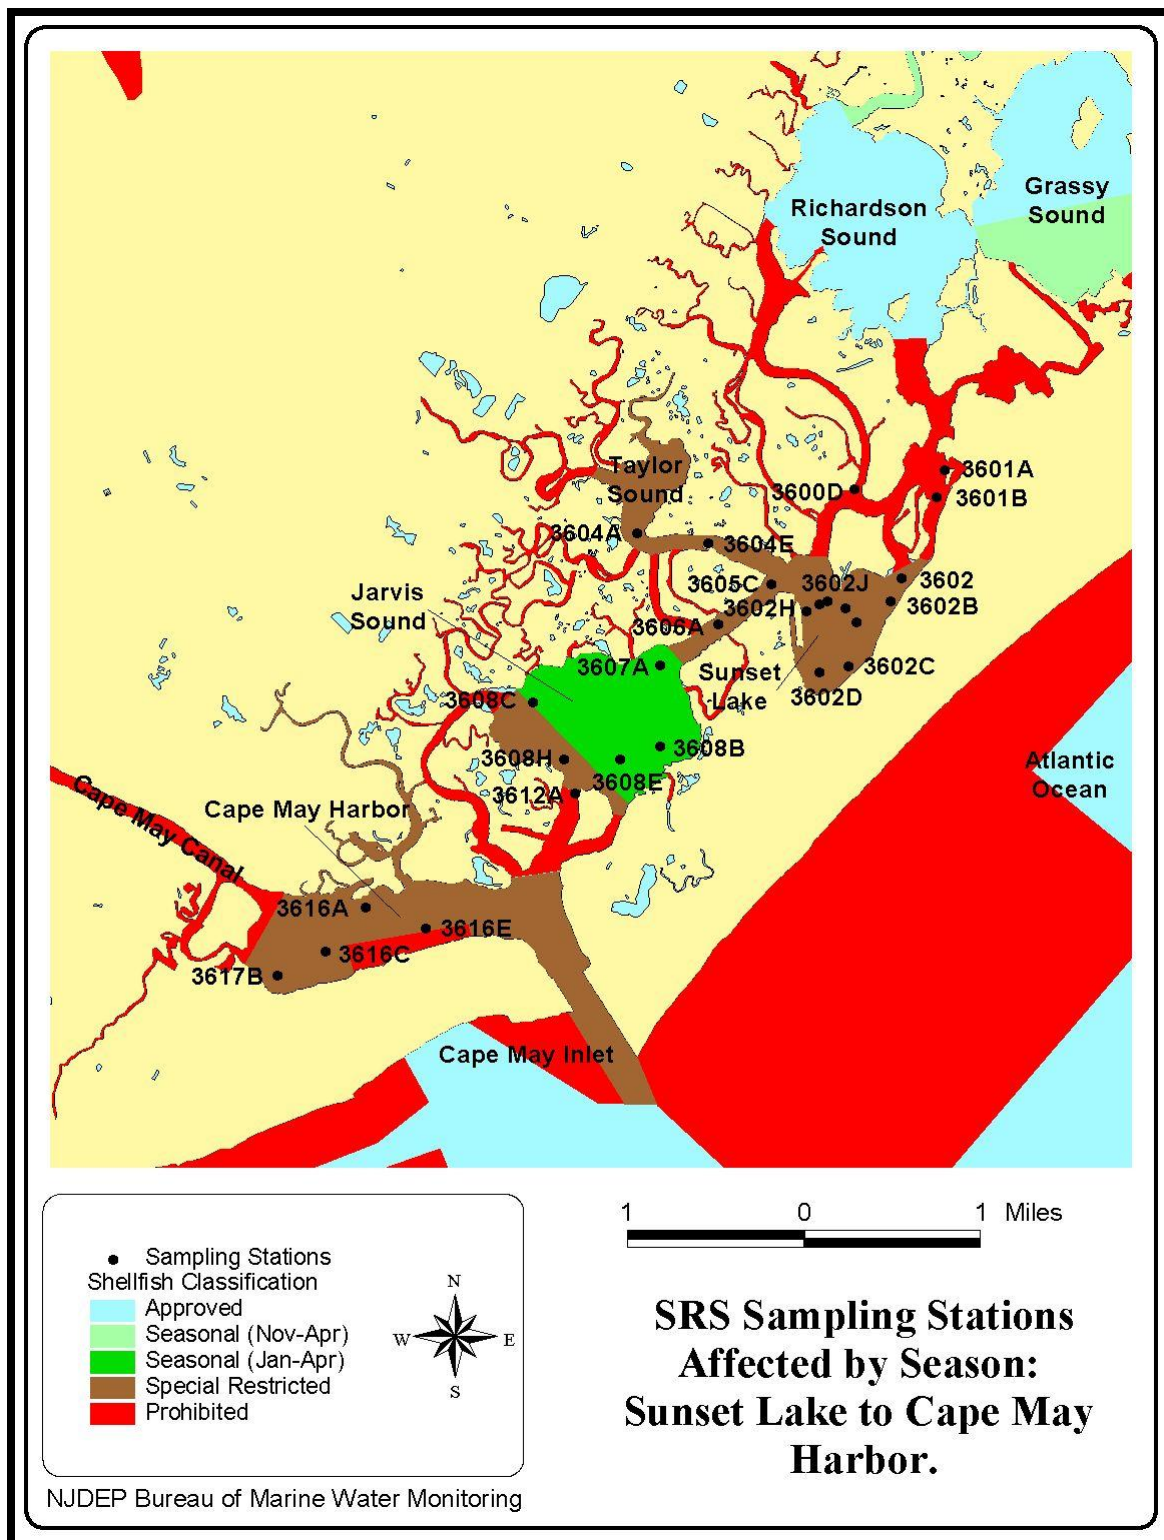 Grassy
Sound
Richardson
Sound
Taylor
Sound
3601A
3600D
3601B
3604A
3604E
3605C
3602J
3602
3602H
3602B
Jarvis
Sound
3606A
3607A
Sunset
Lake
3602C
3602D
3608C
3608B
3608H
3608E
3612A
Atlantic
Ocean
Cape May Harbor
Cape May Canal
3616A
3616E
3616C
3617B
Cape May Inlet
Sampling Stations
Shellfish Classification
Approved
Seasonal (Nov-Apr)
Seasonal (Jan-Apr)
Special Restricted
Prohibited
N
W
E
S
1 0 1 Miles
SRS Sampling Stations
Affected by Season:
Sunset Lake to Cape May
Harbor.
NJDEP Bureau of Marine Water Monitoring